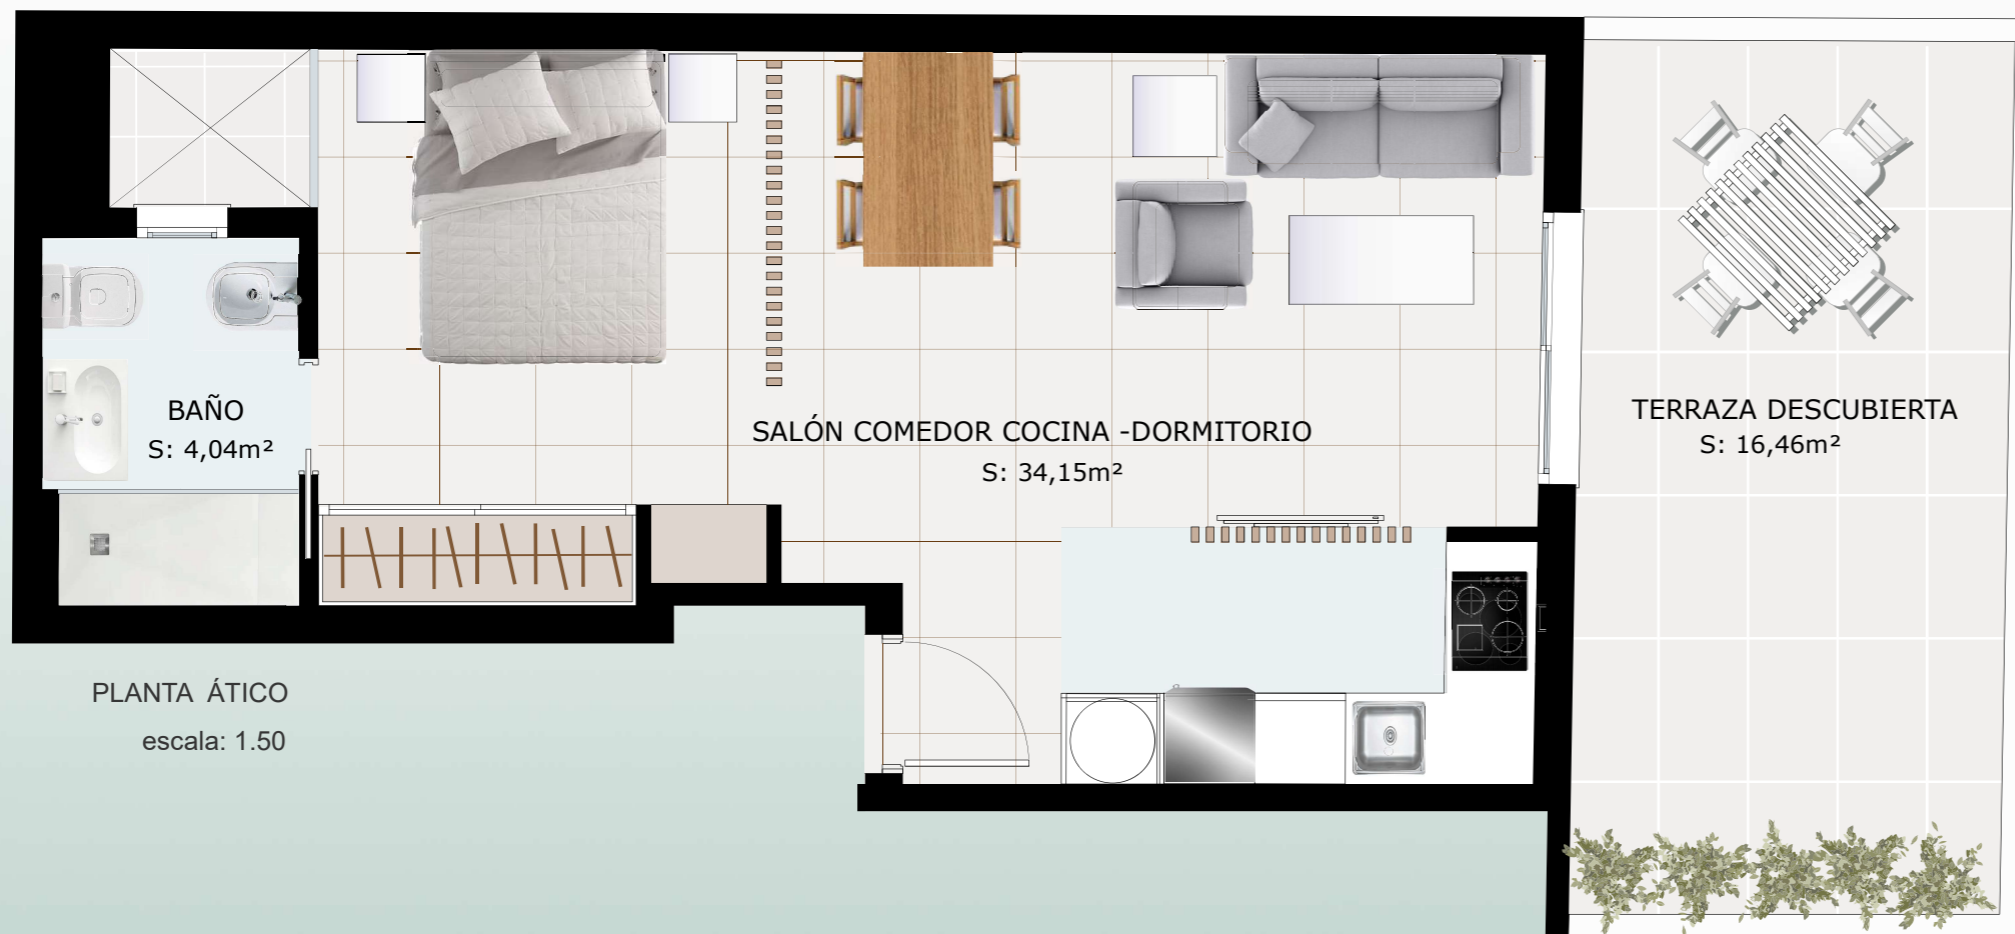 BAÑO
S: 4,04m²
SALÓN COMEDOR COCINA -DORMITORIO
S: 34,15m²
TERRAZA DESCUBIERTA
S: 16,46m²
PLANTA ÁTICO
escala: 1.50